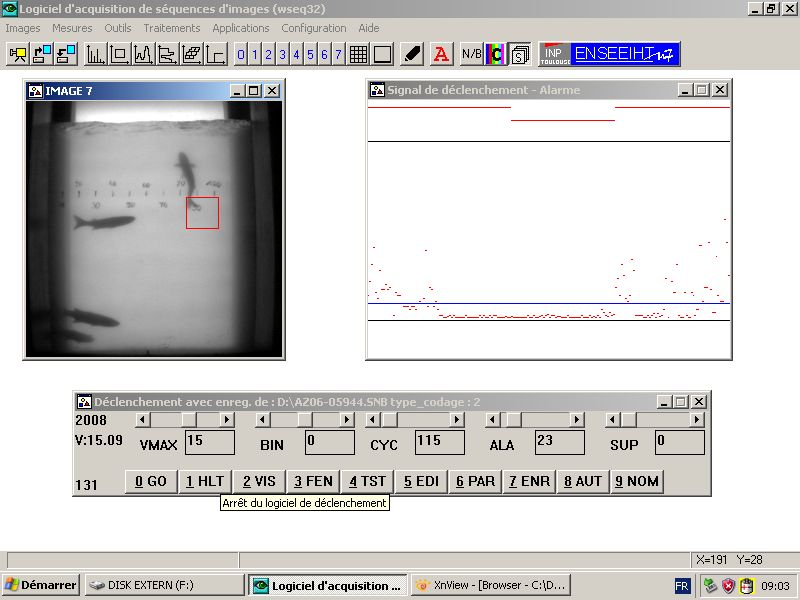 Logiciel d'acquisition de séquences d'images (wseq32)
Images Mesures Outils Traitements Applications Configuration Aide
0 1 2 3 4 5 6 7 A N/B C S INP TOULOUSE ENSEEIHT
IMAGE 7
Signal de déclenchement - Alarme
Déclenchement avec enreg. de : D:\AZ06-05944.SNB type_codage : 2
2008
V:15.09 VMAX 15 BIN 0 CYC 115 ALA 23 SUP 0
131 0 GO 1 HLT 2 VIS 3 FEN 4 TST 5 EDI 6 PAR 7 ENR 8 AUT 9 NOM
Arrêt du logiciel de déclenchement
X=191 Y=28
Démarrer DISK EXTERN (F:) Logiciel d'acquisition ... XnView - [Browser - C:\D... FR 09:03